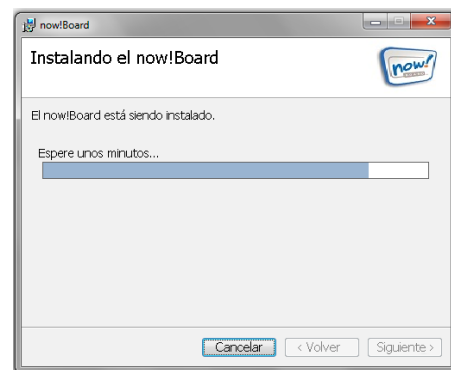 now!Board
Instalando el now!Board
now!
El now!Board está siendo instalado.
Espere unos minutos...
Cancelar
< Volver
Siguiente >